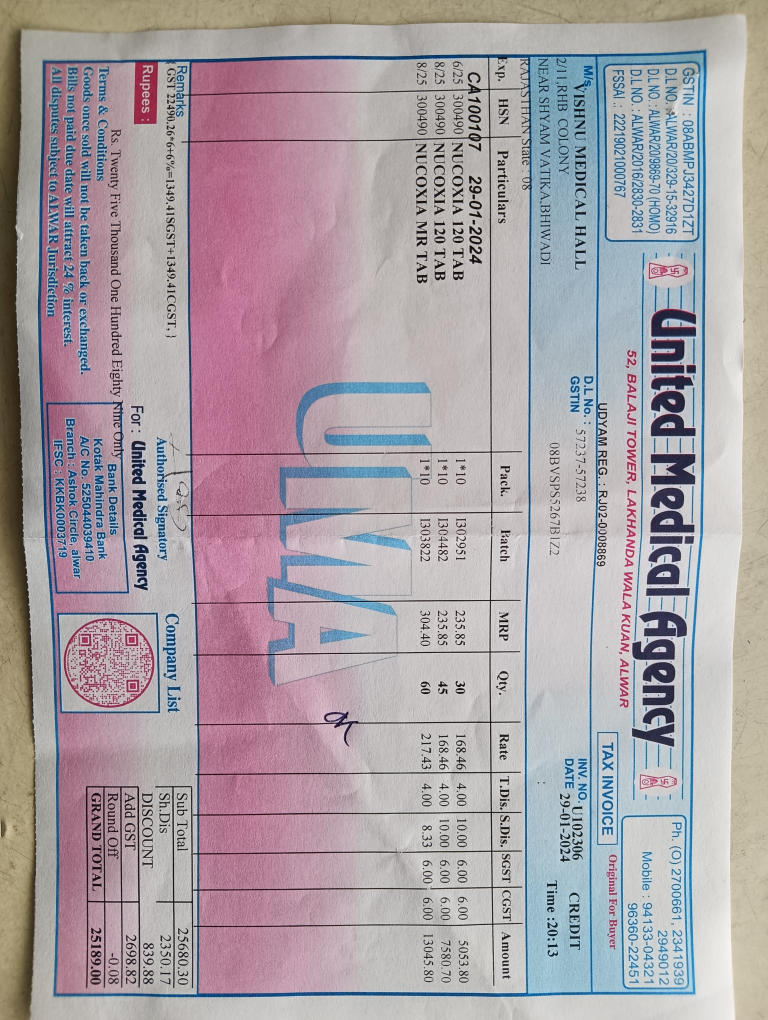 GSTIN : 08ABMPJ3427D1ZT
D.L NO.:ALWAR/20/329-15-32916
D.L NO : ALWAR/209869-70 (HOMO)
D.L NO. : ALWAR/2016/2830-2831
FSSAI.: 22219021000767
United Medical Agency
52, BALAJI TOWER, LAKHANDA WALA KUAN, ALWAR
UDYAM REG. : RJ02-0008869
Ph. (O) 2700661, 2341939
2949012
Mobile : 94133-04321
96360-22451
TAX INVOICE
Original For Buyer
M/s VISHNU MEDICAL HALL
2/11,RHB COLONY
NEAR SHYAM VATIKA,BHIWADI
RAJASTHAN State : 08
D.L No.: 57237-57238
GSTIN : 08BVSPS5267B1Z2
INV. NO. U102306 CREDIT
DATE 29-01-2024 Time :20:13
Exp. HSN Particulars Pack. Batch MRP Qty. Rate T.Dis. S.Dis. SGST CGST Amount
CA100107 29-01-2024
6/25 300490 NUCOXIA 120 TAB 1*10 I302951 235.85 30 168.46 4.00 10.00 6.00 6.00 5053.80
8/25 300490 NUCOXIA 120 TAB 1*10 I304482 235.85 45 168.46 4.00 10.00 6.00 6.00 7580.70
8/25 300490 NUCOXIA MR TAB 1*10 I303822 304.40 60 217.43 4.00 8.33 6.00 6.00 13045.80
UMA
Remarks
GST 22490.26*6+6%=1349.41SGST+1349.41CGST, }
Rupees :
Rs. Twenty Five Thousand One Hundred Eighty Nine Only
Terms & Conditions
Goods once sold will not be taken back or exchanged.
Bills not paid due date will attract 24 % interest.
All disputes subject to ALWAR Jurisdiction
Authorised Signatory
For : United Medical Agency
Bank Details
Kotak Mahindra Bank
A/C No. 525044039410
Branch : Ashok Circle, alwar
IFSC : KKBK0003719
Company List
Sub Total 25680.30
Sh.Dis 2350.17
DISCOUNT 839.88
Add GST 2698.82
Round Off -0.08
GRAND TOTAL 25189.00